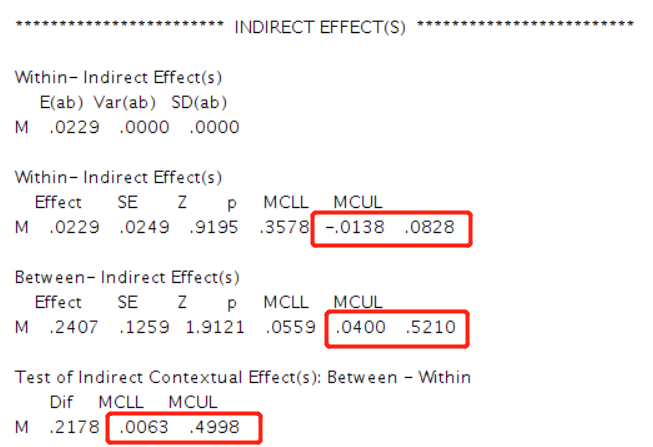 ************************ INDIRECT EFFECT(S) *************************
Within- Indirect Effect(s)
E(ab) Var(ab) SD(ab)
M .0229 .0000 .0000
Within- Indirect Effect(s)
Effect SE Z p MCLL MCUL
M .0229 .0249 .9195 .3578 -.0138 .0828
Between- Indirect Effect(s)
Effect SE Z p MCLL MCUL
M .2407 .1259 1.9121 .0559 .0400 .5210
Test of Indirect Contextual Effect(s): Between - Within
Dif MCLL MCUL
M .2178 .0063 .4998